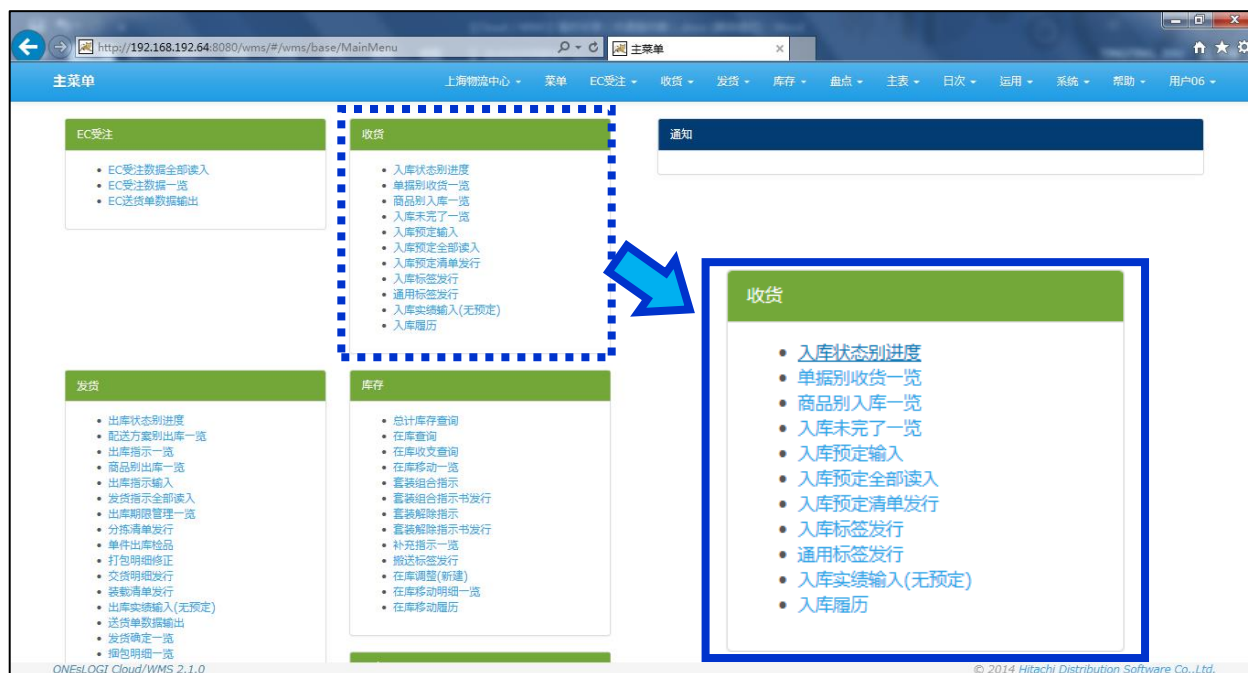 http://192.168.192.64:8080/wms/#/wms/base/MainMenu
主菜单
主菜单
上海物流中心
菜单
EC受注
收货
发货
库存
盘点
主表
日次
运用
系统
帮助
用户06
EC受注
EC受注数据全部读入
EC受注数据一览
EC送货单数据输出
收货
入库状态别进度
单据别收货一览
商品别入库一览
入库未完了一览
入库预定输入
入库预定全部读入
入库预定清单发行
入库标签发行
通用标签发行
入库实绩输入(无预定)
入库履历
通知
收货
入库状态别进度
单据别收货一览
商品别入库一览
入库未完了一览
入库预定输入
入库预定全部读入
入库预定清单发行
入库标签发行
通用标签发行
入库实绩输入(无预定)
入库履历
发货
出库状态别进度
配送方案别出库一览
出库指示一览
商品别出库一览
出库指示输入
发货指示全部读入
出库期限管理一览
分拣清单发行
单件出库检品
打包明细修正
交货明细发行
装载清单发行
出库实绩输入(无预定)
送货单数据输出
发货确定一览
捆包明细一览
库存
总计库存查询
在库查询
在库收支查询
在库移动一览
套装组合指示
套装组合指示书发行
套装解除指示
套装解除指示书发行
补充指示一览
搬送标签发行
在库调整(新建)
在库移动明细一览
在库移动履历
ONEsLOGI Cloud/WMS 2.1.0
© 2014 Hitachi Distribution Software Co.,Ltd.